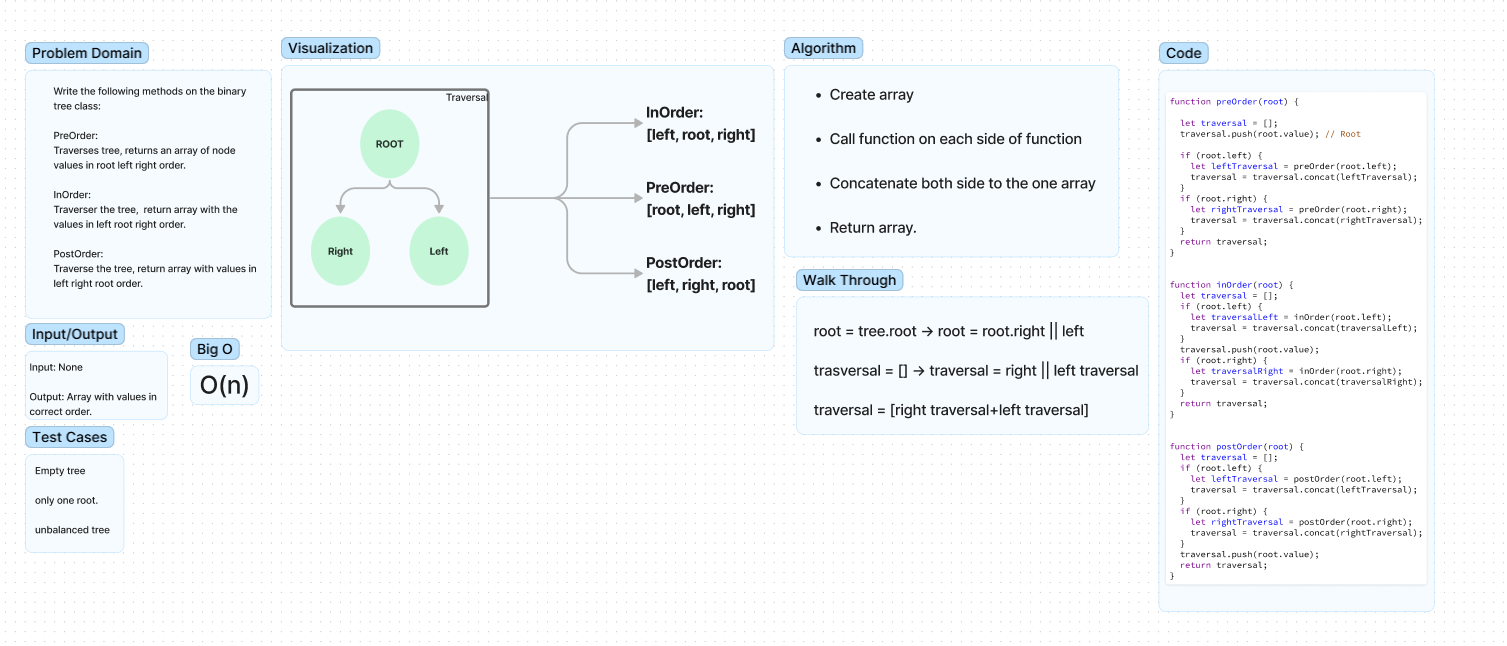 Problem Domain
Write the following methods on the binary
tree class:
PreOrder:
Traverses tree, returns an array of node
values in root left right order.
InOrder:
Traverser the tree, return array with the
values in left root right order.
PostOrder:
Traverse the tree, return array with values in
left right root order.
Input/Output
Input: None
Output: Array with values in
correct order.
Big O
O(n)
Test Cases
Empty tree
only one root.
unbalanced tree
Visualization
Traversal
ROOT
Right
Left
InOrder:
[left, root, right]
PreOrder:
[root, left, right]
PostOrder:
[left, right, root]
Algorithm
• Create array
• Call function on each side of function
• Concatenate both side to the one array
• Return array.
Walk Through
root = tree.root → root = root.right || left
trasversal = [] → traversal = right || left traversal
traversal = [right traversal+left traversal]
Code
function preOrder(root) {
let traversal = [];
traversal.push(root.value); // Root
if (root.left) {
let leftTraversal = preOrder(root.left);
traversal = traversal.concat(leftTraversal);
}
if (root.right) {
let rightTraversal = preOrder(root.right);
traversal = traversal.concat(rightTraversal);
}
return traversal;
}
function inOrder(root) {
let traversal = [];
if (root.left) {
let traversalLeft = inOrder(root.left);
traversal = traversal.concat(traversalLeft);
}
traversal.push(root.value);
if (root.right) {
let traversalRight = inOrder(root.right);
traversal = traversal.concat(traversalRight);
}
return traversal;
}
function postOrder(root) {
let traversal = [];
if (root.left) {
let leftTraversal = postOrder(root.left);
traversal = traversal.concat(leftTraversal);
}
if (root.right) {
let rightTraversal = postOrder(root.right);
traversal = traversal.concat(rightTraversal);
}
traversal.push(root.value);
return traversal;
}